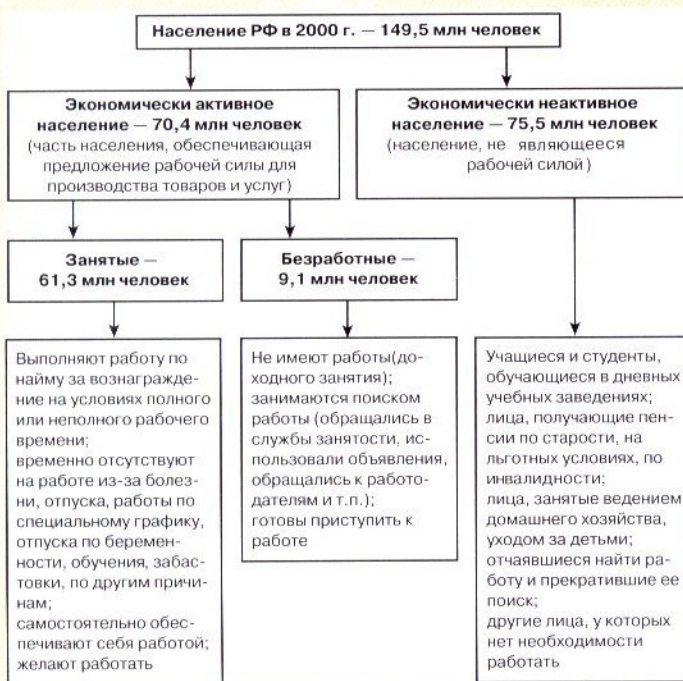 Население РФ в 2000 г. — 149,5 млн человек
Экономически активное
население — 70,4 млн человек
(часть населения, обеспечивающая
предложение рабочей силы для
производства товаров и услуг)
Экономически неактивное
население — 75,5 млн человек
(население, не являющееся
рабочей силой)
Занятые —
61,3 млн человек
Безработные —
9,1 млн человек
Выполняют работу по
найму за вознагражде-
ние на условиях полного
или неполного рабочего
времени;
временно отсутствуют
на работе из-за болез-
ни, отпуска, работы по
специальному графику,
отпуска по беремен-
ности, обучения, забас-
товки, по другим причи-
нам;
самостоятельно обес-
печивают себя работой;
желают работать
Не имеют работы(до-
ходного занятия);
занимаются поиском
работы (обращались в
службы занятости, ис-
пользовали объявления,
обращались к работо-
дателям и т.п.);
готовы приступить к
работе
Учащиеся и студенты,
обучающиеся в дневных
учебных заведениях;
лица, получающие пен-
сии по старости, на
льготных условиях, по
инвалидности;
лица, занятые ведением
домашнего хозяйства,
уходом за детьми;
отчаявшиеся найти ра-
боту и прекратившие ее
поиск;
другие лица, у которых
нет необходимости
работать